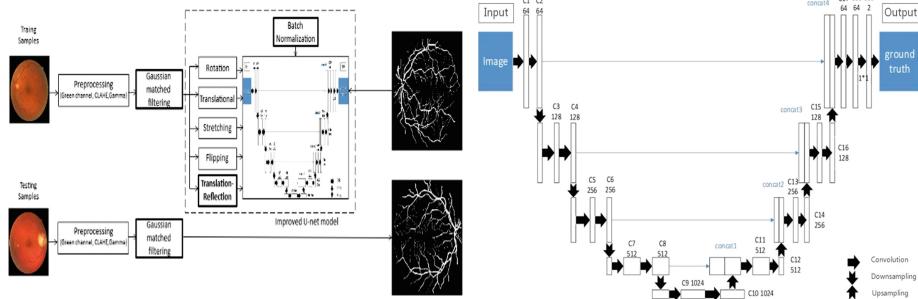 Traing
Samples
Preprocessing
(Green channel, CLAHE,Gamma)
Gaussian
matched
filtering
Batch
Normalization
Rotation
Translational
Stretching
Flipping
Translation-
Reflection
Improved U-net model
Testing
Samples
Preprocessing
(Green channel, CLAHE,Gamma)
Gaussian
matched
filtering
Input
Image
C1
64
C2
64
C3
128
C4
128
C5
256
C6
256
C7
512
C8
512
C9 1024
C10 1024
concat1
C11
512
C12
512
concat2
C13
256
C14
256
concat3
C15
128
C16
128
concat4
64
64
2
1*1
Output
ground
truth
Convolution
Downsampling
Upsampling